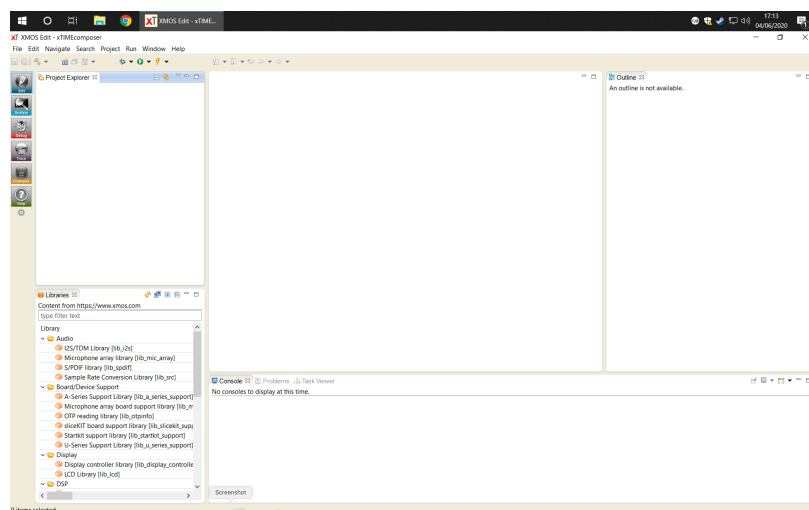 XMOS Edit - xTIME...
17:13
04/06/2020
XMOS Edit - xTIMEcomposer
File Edit Navigate Search Project Run Window Help
Edit
Analyze
Debug
Trace
Help
Project Explorer
Outline
An outline is not available.
Libraries
Content from https://www.xmos.com
type filter text
Library
Audio
I2S/TDM Library [lib_i2s]
Microphone array library [lib_mic_array]
S/PDIF library [lib_spdif]
Sample Rate Conversion Library [lib_src]
Board/Device Support
A-Series Support Library [lib_a_series_support]
Microphone array board support library [lib_m
OTP reading library [lib_otpinfo]
sliceKIT board support library [lib_slicekit_supp
Startkit support library [lib_startkit_support]
U-Series Support Library [lib_u_series_support]
Display
Display controller library [lib_display_controlle
LCD Library [lib_lcd]
DSP
Console Problems Task Viewer
No consoles to display at this time.
Screenshot
0 items selected